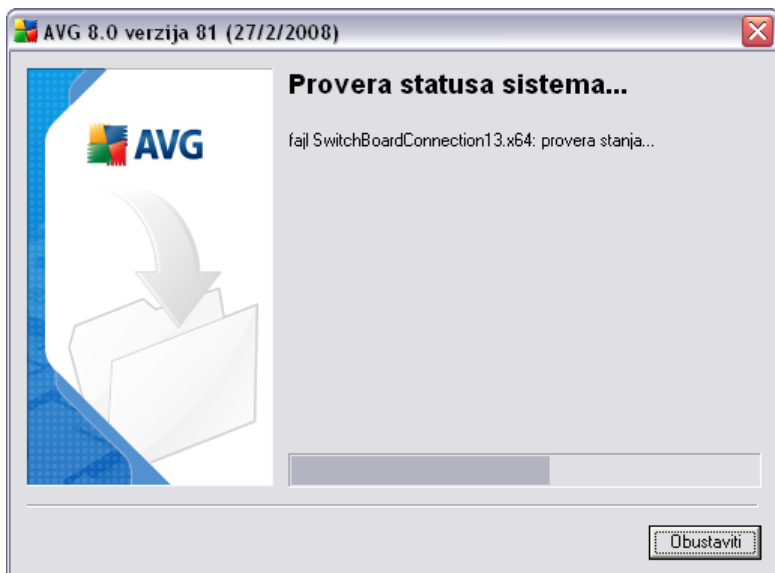 AVG 8.0 verzija 81 (27/2/2008)
AVG
Provera statusa sistema...
fajl SwitchBoardConnection13.x64: provera stanja...
Obustaviti